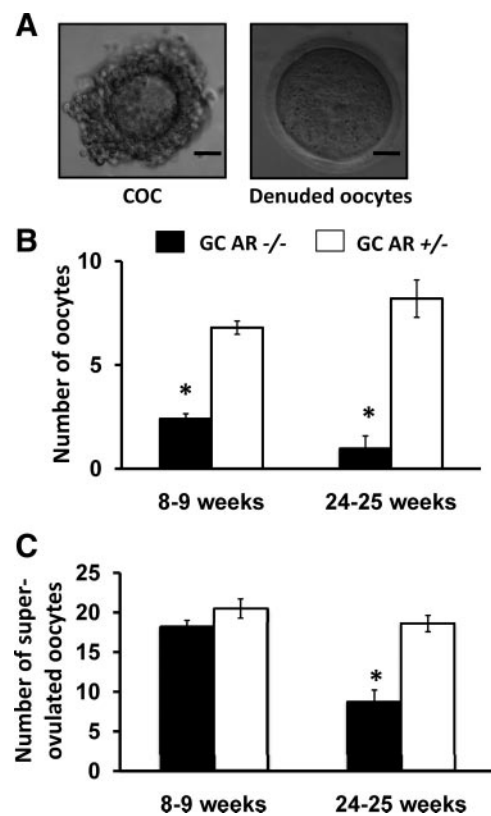 A
COC
Denuded oocytes
B
GC AR -/- GC AR +/-
Number of oocytes
10
5
0
*
*
8-9 weeks
24-25 weeks
C
Number of super-
ovulated oocytes
25
20
15
10
5
0
*
8-9 weeks
24-25 weeks